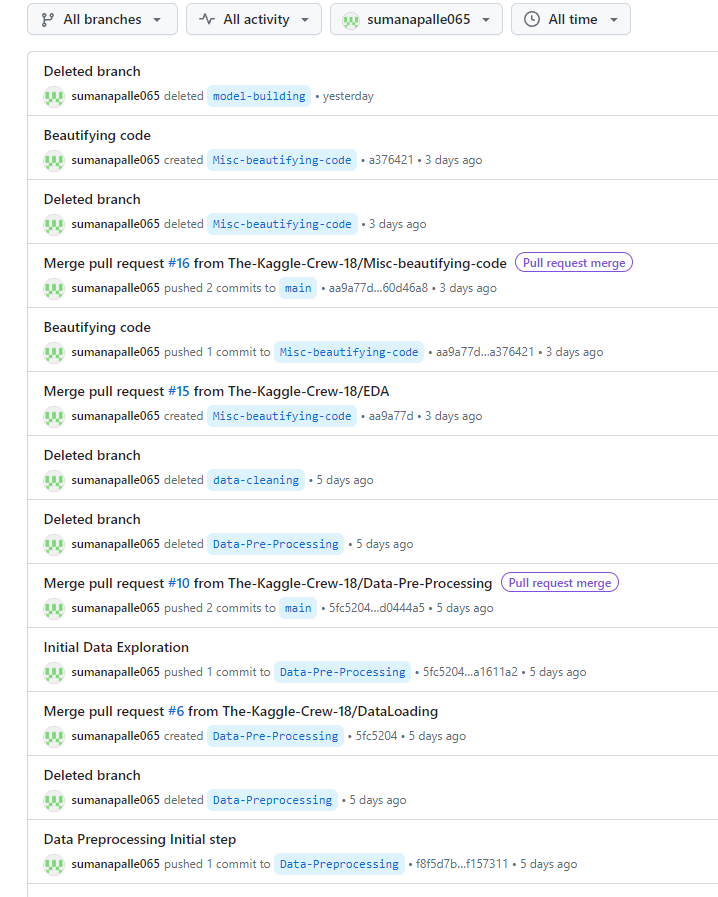 All branches All activity sumanapalle065 All time
Deleted branch
sumanapalle065 deleted model-building • yesterday
Beautifying code
sumanapalle065 created Misc-beautifying-code • a376421 • 3 days ago
Deleted branch
sumanapalle065 deleted Misc-beautifying-code • 3 days ago
Merge pull request #16 from The-Kaggle-Crew-18/Misc-beautifying-code Pull request merge
sumanapalle065 pushed 2 commits to main • aa9a77d...60d46a8 • 3 days ago
Beautifying code
sumanapalle065 pushed 1 commit to Misc-beautifying-code • aa9a77d...a376421 • 3 days ago
Merge pull request #15 from The-Kaggle-Crew-18/EDA
sumanapalle065 created Misc-beautifying-code • aa9a77d • 3 days ago
Deleted branch
sumanapalle065 deleted data-cleaning • 5 days ago
Deleted branch
sumanapalle065 deleted Data-Pre-Processing • 5 days ago
Merge pull request #10 from The-Kaggle-Crew-18/Data-Pre-Processing Pull request merge
sumanapalle065 pushed 2 commits to main • 5fc5204...d0444a5 • 5 days ago
Initial Data Exploration
sumanapalle065 pushed 1 commit to Data-Pre-Processing • 5fc5204...a1611a2 • 5 days ago
Merge pull request #6 from The-Kaggle-Crew-18/DataLoading
sumanapalle065 created Data-Pre-Processing • 5fc5204 • 5 days ago
Deleted branch
sumanapalle065 deleted Data-Preprocessing • 5 days ago
Data Preprocessing Initial step
sumanapalle065 pushed 1 commit to Data-Preprocessing • f8f5d7b...f157311 • 5 days ago